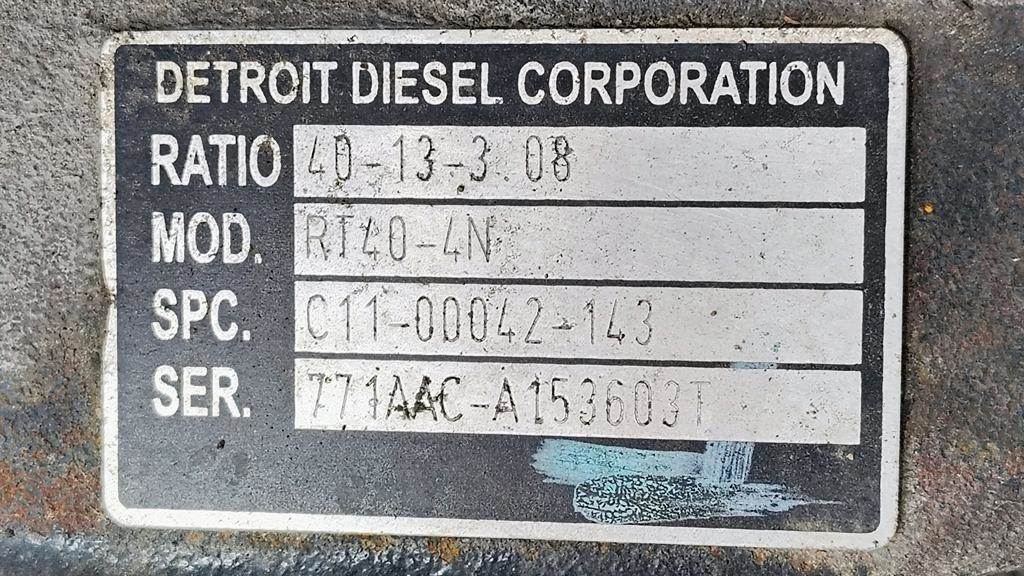 DETROIT DIESEL CORPORATION
RATIO 40-13-3.08
MOD. RT40-4N
SPC. C11-00042-143
SER. 771AAC-A153603T